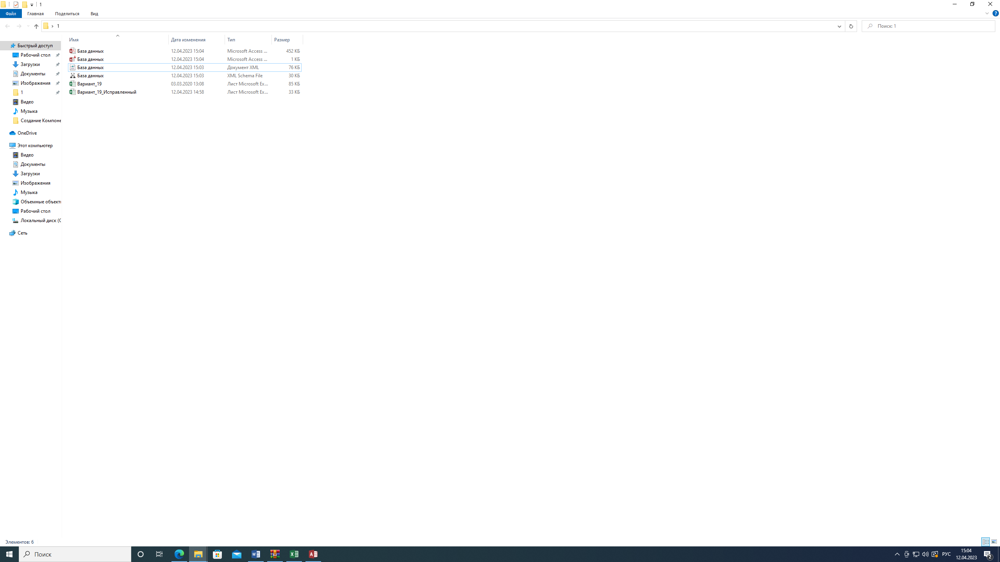 1
Файл Главная Поделиться Вид
1
Поиск: 1
Имя Дата изменения Тип Размер
База данных 12.04.2023 15:04 Microsoft Access ... 452 КБ
База данных 12.04.2023 15:04 Microsoft Access ... 1 КБ
База данных 12.04.2023 15:03 Документ XML 76 КБ
База данных 12.04.2023 15:03 XML Schema File 30 КБ
Вариант_19 03.03.2020 13:08 Лист Microsoft Ex... 85 КБ
Вариант_19_Исправленный 12.04.2023 14:58 Лист Microsoft Ex... 33 КБ
Быстрый доступ
Рабочий стол
Загрузки
Документы
Изображения
1
Видео
Музыка
Создание Компоне
OneDrive
Этот компьютер
Видео
Документы
Загрузки
Изображения
Музыка
Объемные объекты
Рабочий стол
Локальный диск (С
Сеть
Элементов: 6
Поиск
РУС
15:04
12.04.2023
2